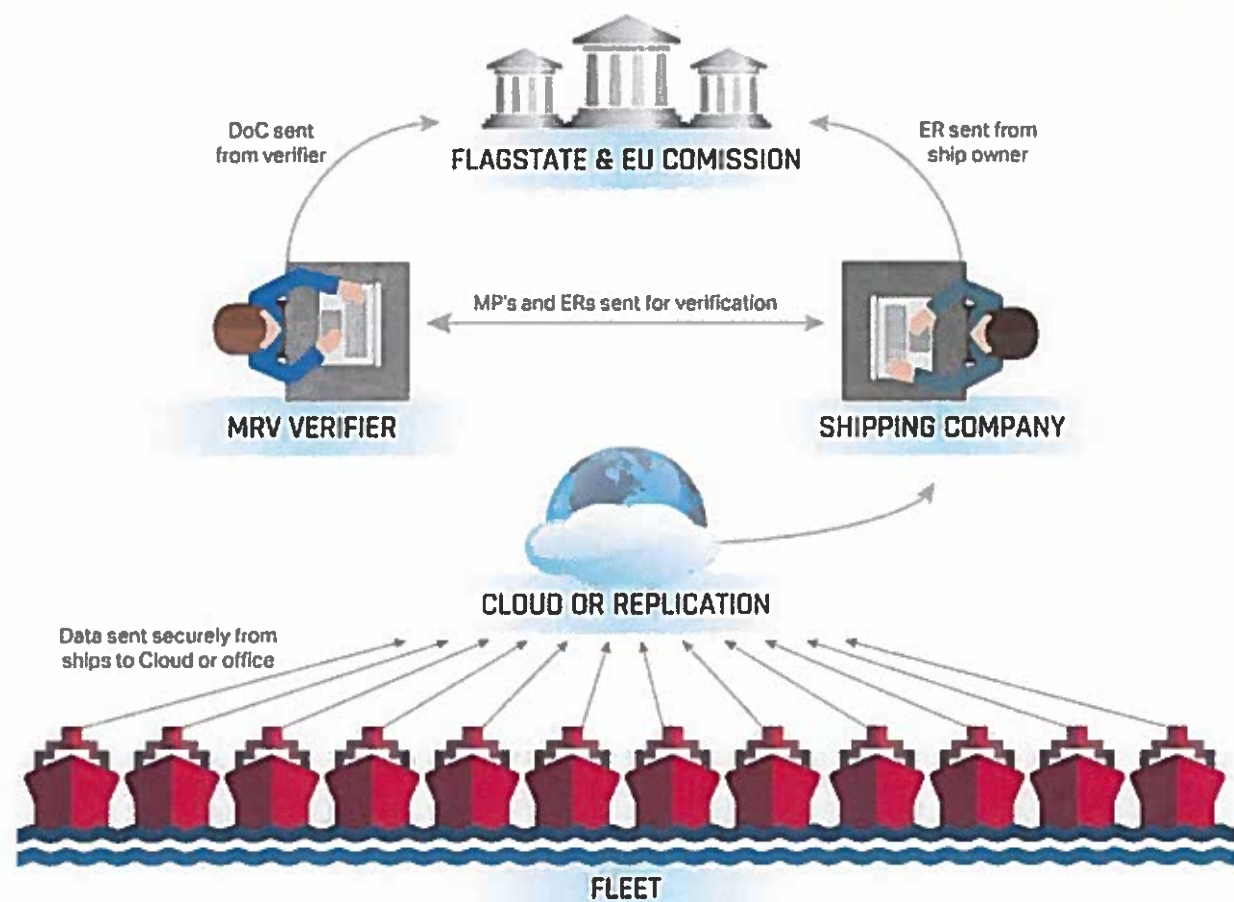 DoC sent
from verifier
ER sent from
ship owner
FLAGSTATE & EU COMISSION
MP's and ERs sent for verification
MRV VERIFIER
SHIPPING COMPANY
CLOUD OR REPLICATION
Data sent securely from
ships to Cloud or office
FLEET